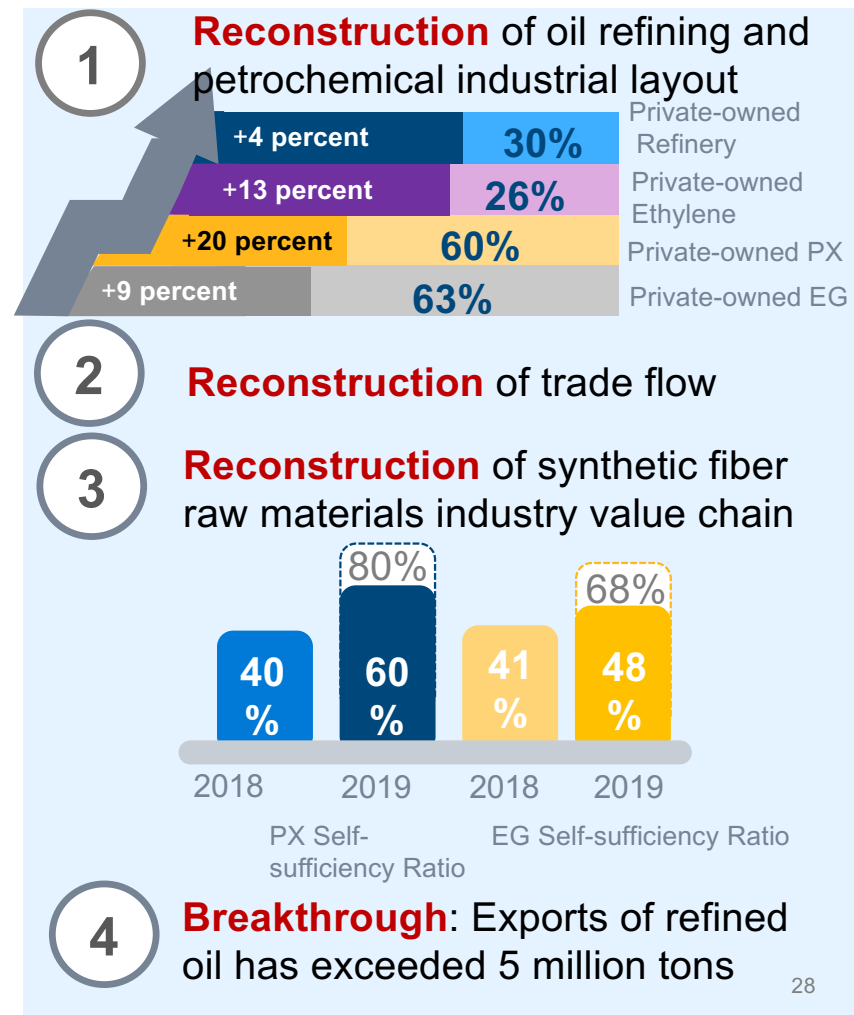 1
Reconstruction of oil refining and
petrochemical industrial layout
+4 percent 30% Private-owned
Refinery
+13 percent 26% Private-owned
Ethylene
+20 percent 60% Private-owned PX
+9 percent 63% Private-owned EG
2
Reconstruction of trade flow
3
Reconstruction of synthetic fiber
raw materials industry value chain
80% 68%
40 60 41 48
% % % %
2018 2019 2018 2019
PX Self- EG Self-sufficiency Ratio
sufficiency Ratio
4
Breakthrough: Exports of refined
oil has exceeded 5 million tons
28